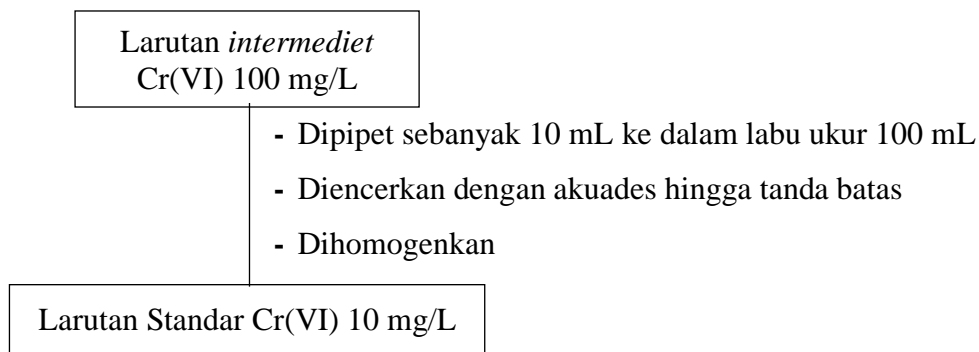 Larutan intermediet
Cr(VI) 100 mg/L
- Dipipet sebanyak 10 mL ke dalam labu ukur 100 mL
- Diencerkan dengan akuades hingga tanda batas
- Dihomogenkan
Larutan Standar Cr(VI) 10 mg/L